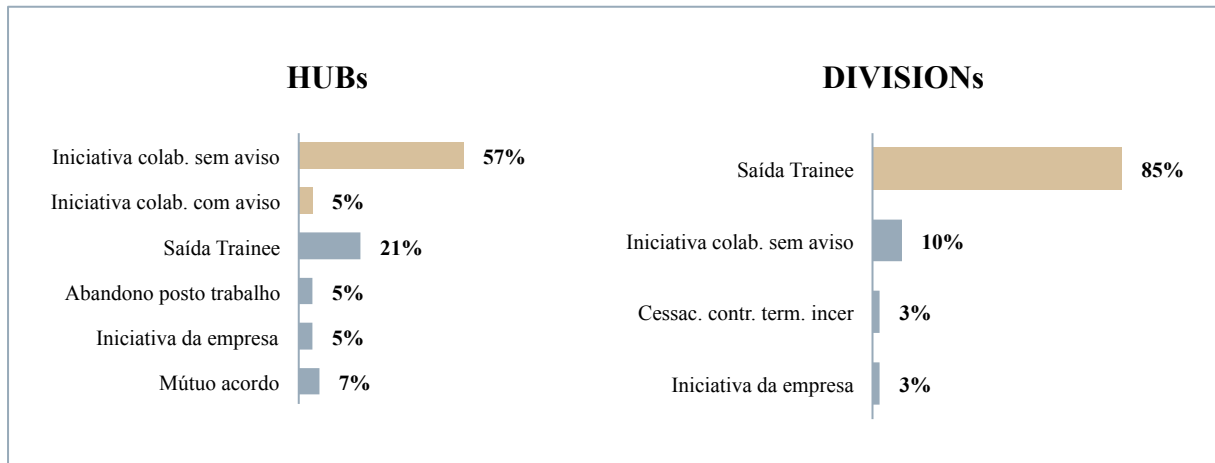 HUBs
Iniciativa colab. sem aviso 57%
Iniciativa colab. com aviso 5%
Saída Trainee 21%
Abandono posto trabalho 5%
Iniciativa da empresa 5%
Mútuo acordo 7%
DIVISIONs
Saída Trainee 85%
Iniciativa colab. sem aviso 10%
Cessac. contr. term. incer 3%
Iniciativa da empresa 3%